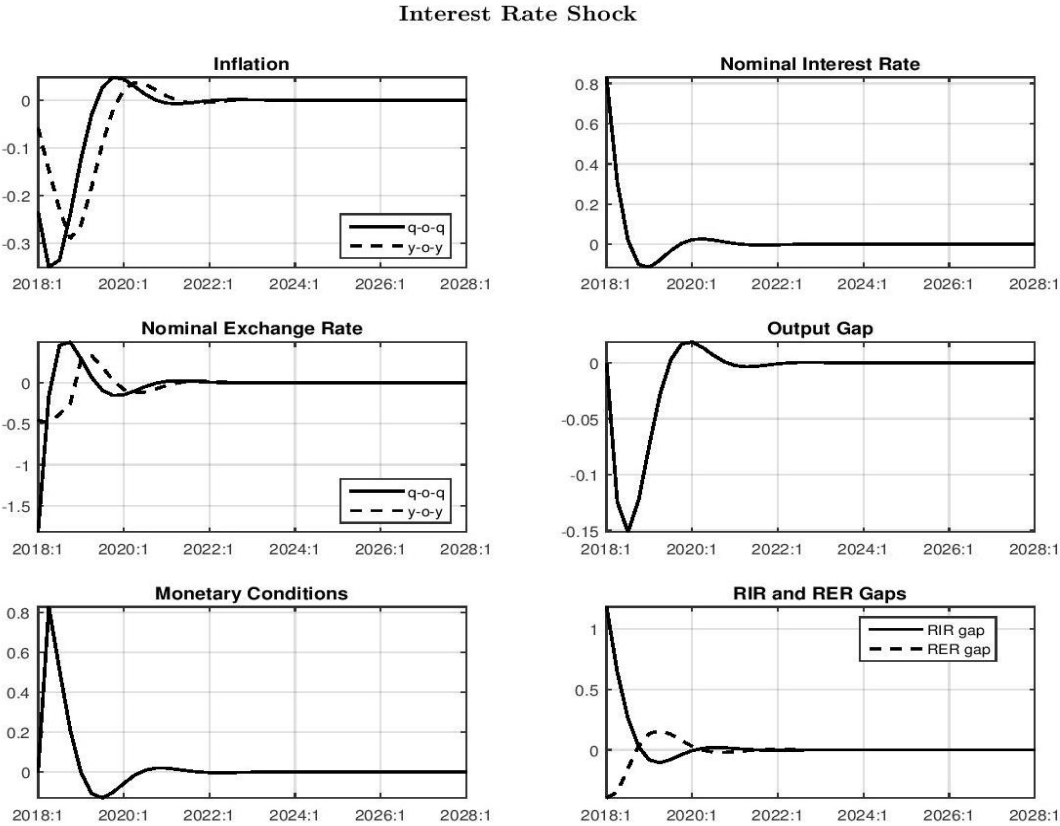 Interest Rate Shock
Inflation
0
-0.1
-0.2
-0.3
q-o-q
y-o-y
2018:1 2020:1 2022:1 2024:1 2026:1 2028:1
Nominal Interest Rate
0.8
0.6
0.4
0.2
0
2018:1 2020:1 2022:1 2024:1 2026:1 2028:1
Nominal Exchange Rate
0
-0.5
-1
-1.5
q-o-q
y-o-y
2018:1 2020:1 2022:1 2024:1 2026:1 2028:1
Output Gap
0
-0.05
-0.1
-0.15
2018:1 2020:1 2022:1 2024:1 2026:1 2028:1
Monetary Conditions
0.8
0.6
0.4
0.2
0
2018:1 2020:1 2022:1 2024:1 2026:1 2028:1
RIR and RER Gaps
1
0.5
0
RIR gap
RER gap
2018:1 2020:1 2022:1 2024:1 2026:1 2028:1